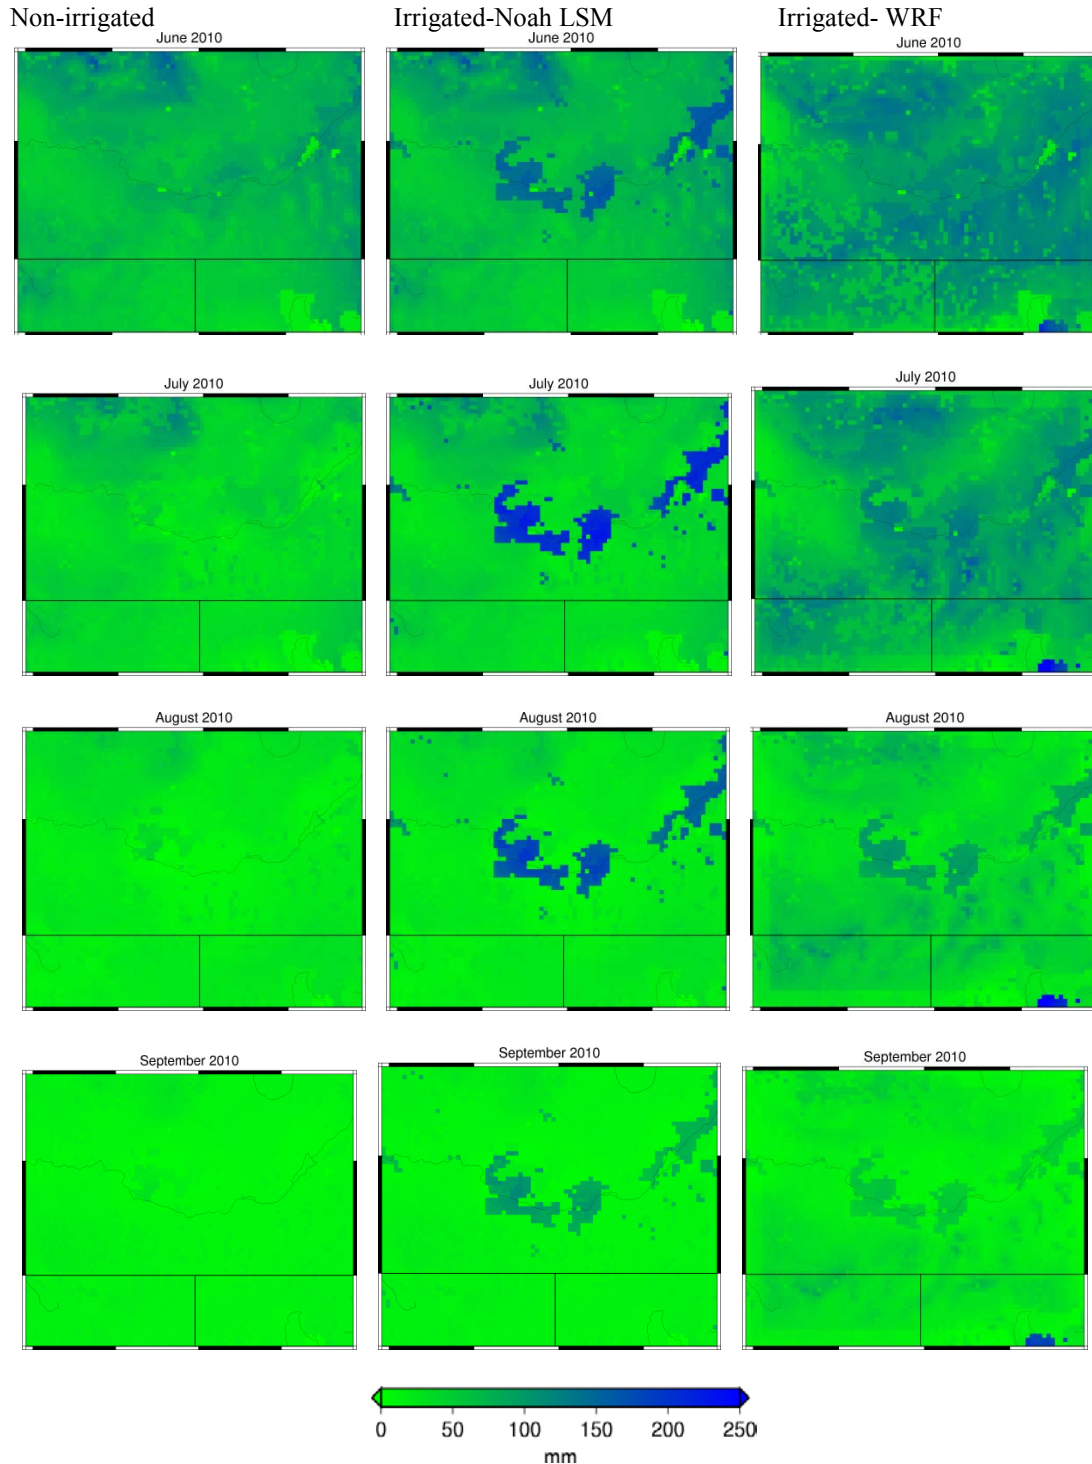 Non-irrigated Irrigated-Noah LSM Irrigated- WRF
June 2010 June 2010 June 2010
July 2010 July 2010 July 2010
August 2010 August 2010 August 2010
September 2010 September 2010 September 2010
0 50 100 150 200 250
mm